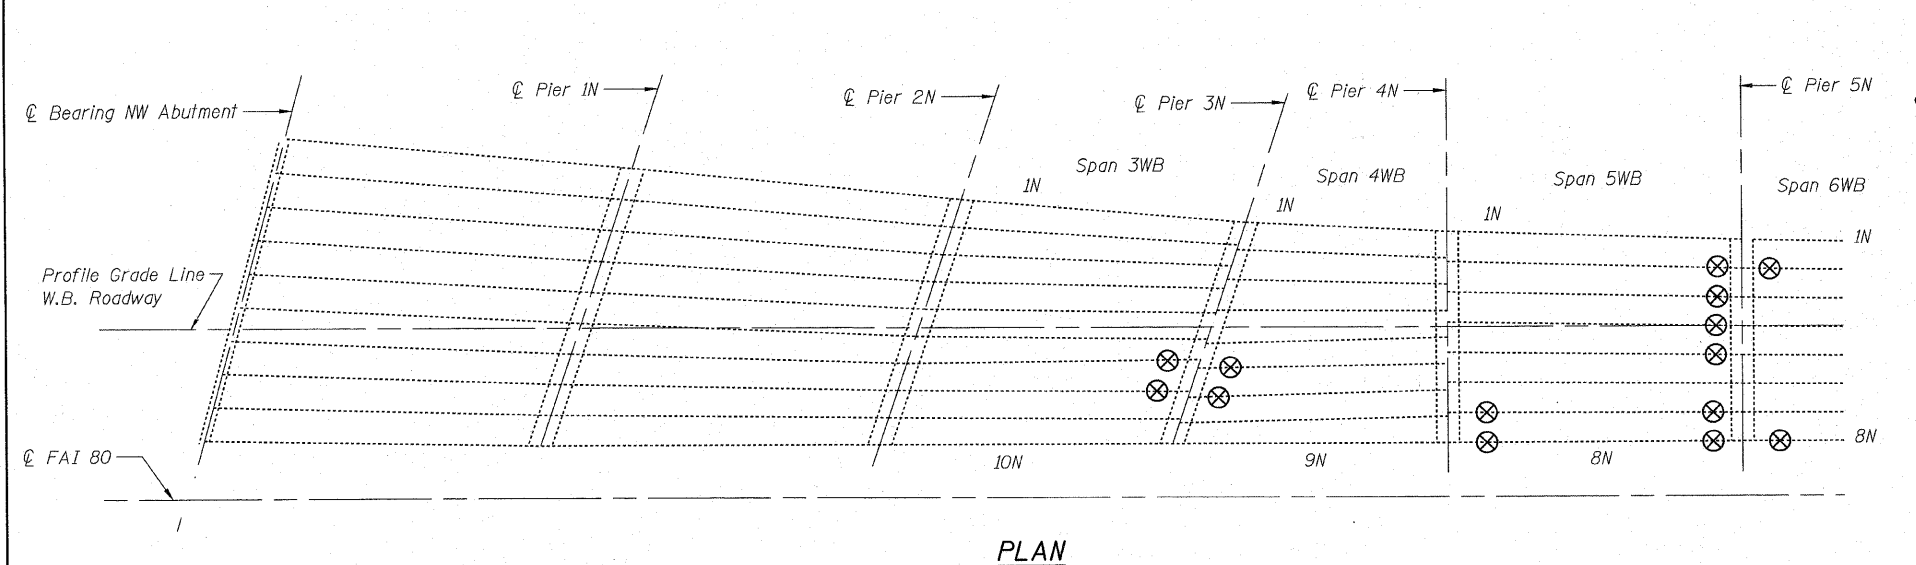 ℄ Bearing NW Abutment
℄ Pier 1N
℄ Pier 2N
℄ Pier 3N
℄ Pier 4N
℄ Pier 5N
Span 3WB
Span 4WB
Span 5WB
Span 6WB
1N
1N
1N
1N
Profile Grade Line
W.B. Roadway
10N
9N
8N
8N
℄ FAI 80
PLAN